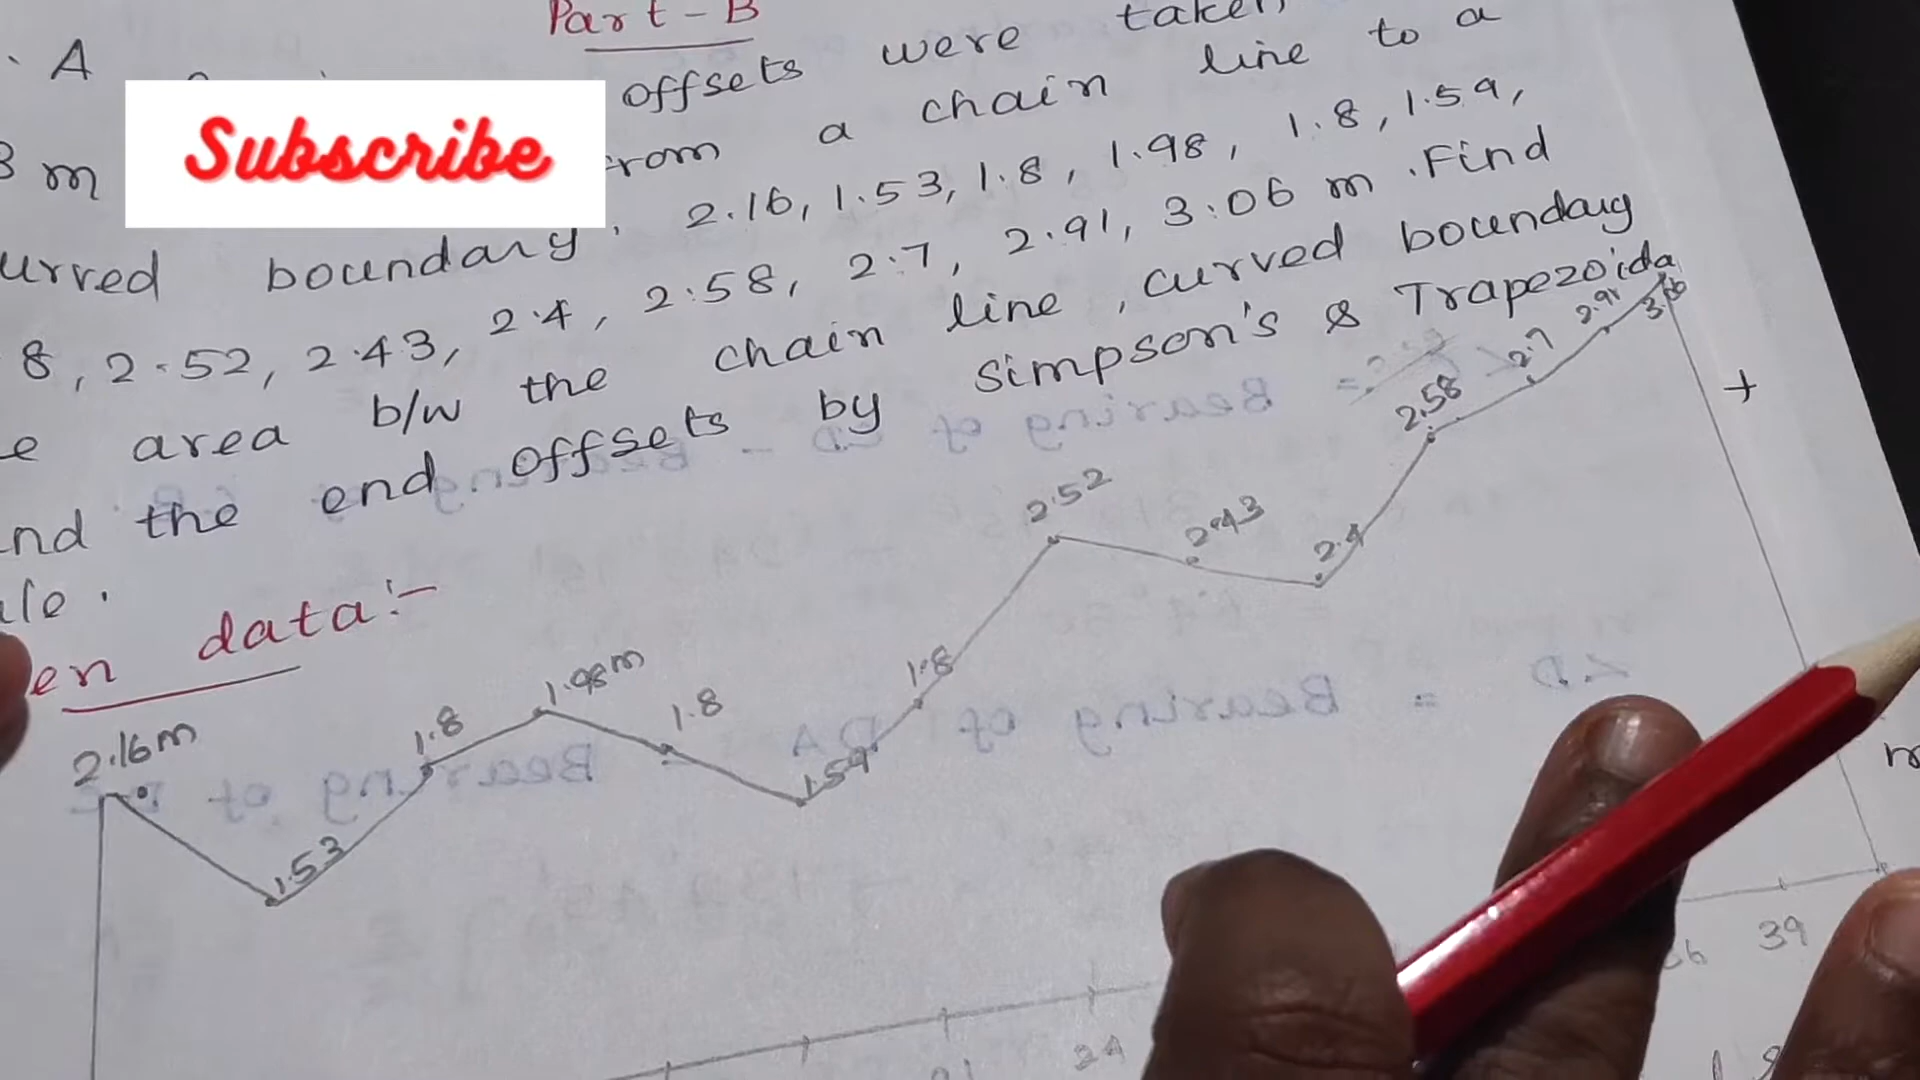 Part-B
A offsets were taken
Subscribe
3m from a chain line to a
urved boundary. 2.16, 1.53, 1.8, 1.98, 1.8, 1.59,
8, 2.52, 2.43, 2.4, 2.58, 2.7, 2.91, 3.06 m. Find
e area b/w the chain line, curved boundary
nd the end offsets by Simpson's & Trapezoida
ule.
en data:-
2.16m
1.53
1.8
1.98m
1.8
1.59
1.8
2.52
2.43
2.4
2.58
2.7
2.91
3.06
+
24
39